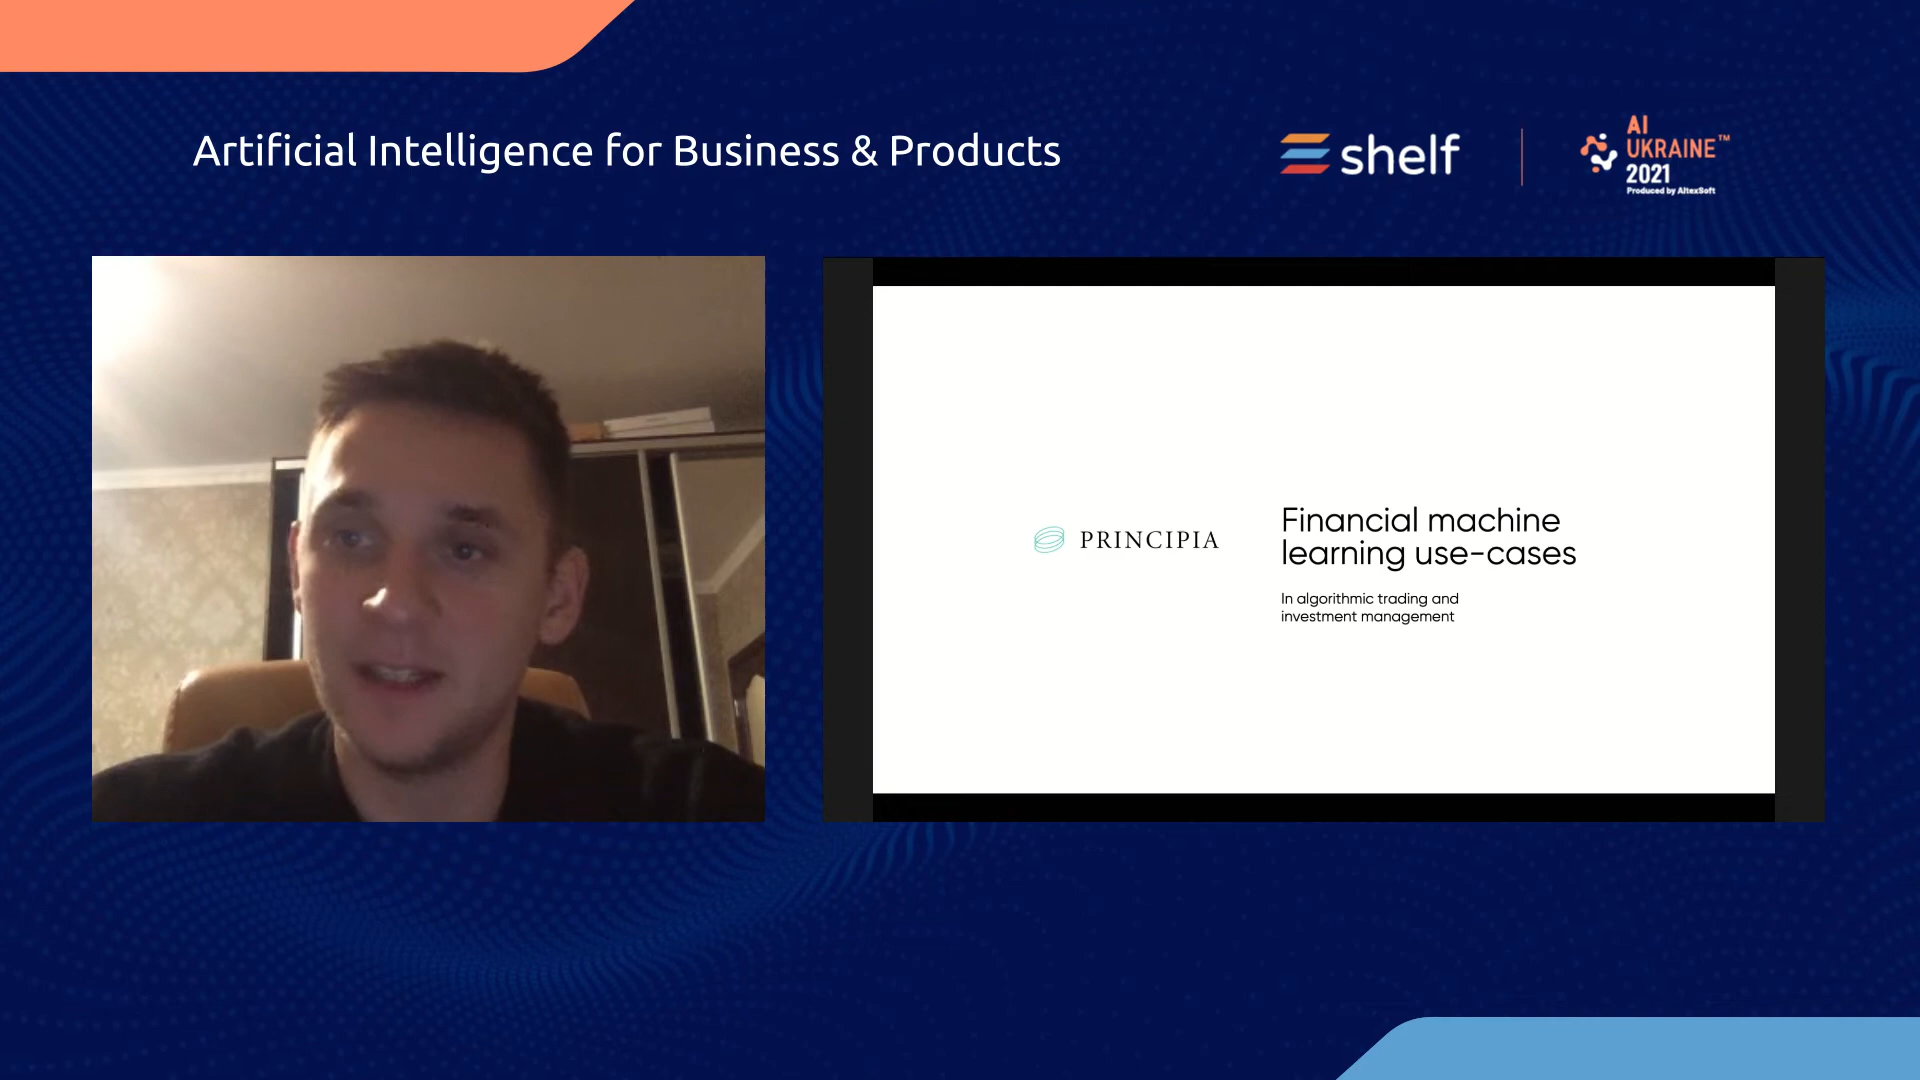 Artificial Intelligence for Business & Products
shelf
AI
UKRAINE™
2021
Produced by AltexSoft
PRINCIPIA
Financial machine
learning use-cases
In algorithmic trading and
investment management